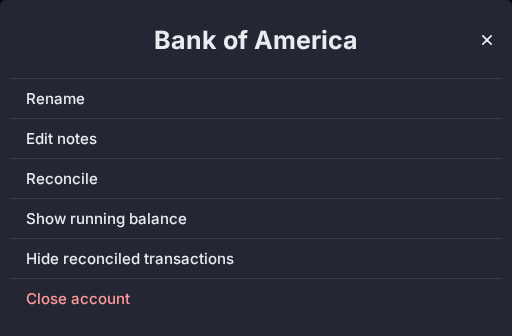 Bank of America
Rename
Edit notes
Reconcile
Show running balance
Hide reconciled transactions
Close account